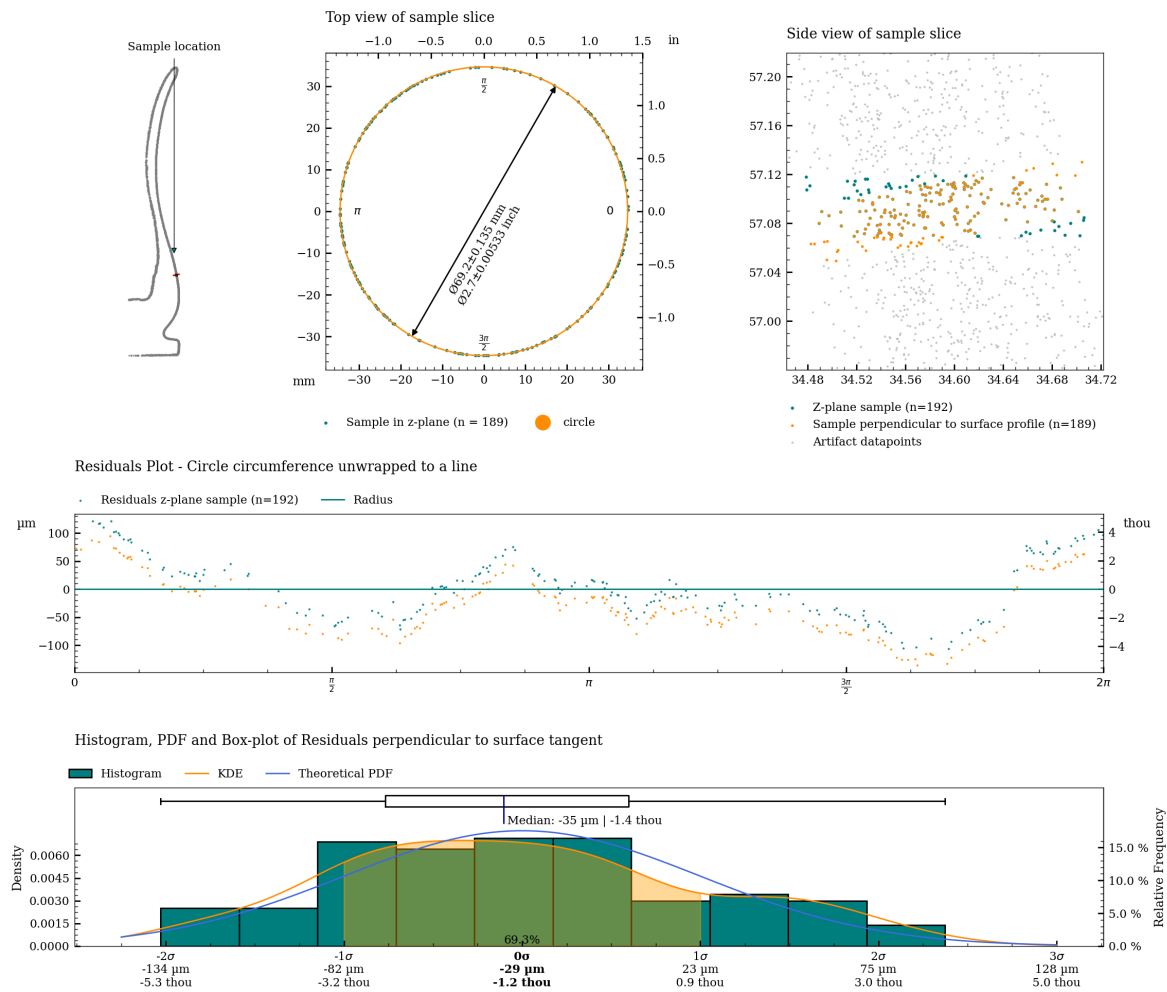 Sample location
Top view of sample slice
−1.0 −0.5 0.0 0.5 1.0 1.5 in
30
20
10
0
−10
−20
−30
1.0
0.5
0.0
−0.5
−1.0
π/2
π
0
3π/2
Ø69.2±0.135 mm
Ø2.7±0.00533 inch
mm −30 −20 −10 0 10 20 30
Sample in z-plane (n = 189) circle
Side view of sample slice
57.20
57.16
57.12
57.08
57.04
57.00
34.48 34.52 34.56 34.60 34.64 34.68 34.72
Z-plane sample (n=192)
Sample perpendicular to surface profile (n=189)
Artifact datapoints
Residuals Plot - Circle circumference unwrapped to a line
Residuals z-plane sample (n=192) Radius
µm thou
100
50
0
−50
−100
4
2
0
−2
−4
0 π/2 π 3π/2 2π
Histogram, PDF and Box-plot of Residuals perpendicular to surface tangent
Histogram KDE Theoretical PDF
Median: -35 µm | -1.4 thou
Density
0.0060
0.0045
0.0030
0.0015
0.0000
Relative Frequency
15.0 %
10.0 %
5.0 %
0.0 %
69.3%
-2σ -1σ 0σ 1σ 2σ 3σ
-134 µm -82 µm -29 µm 23 µm 75 µm 128 µm
-5.3 thou -3.2 thou -1.2 thou 0.9 thou 3.0 thou 5.0 thou